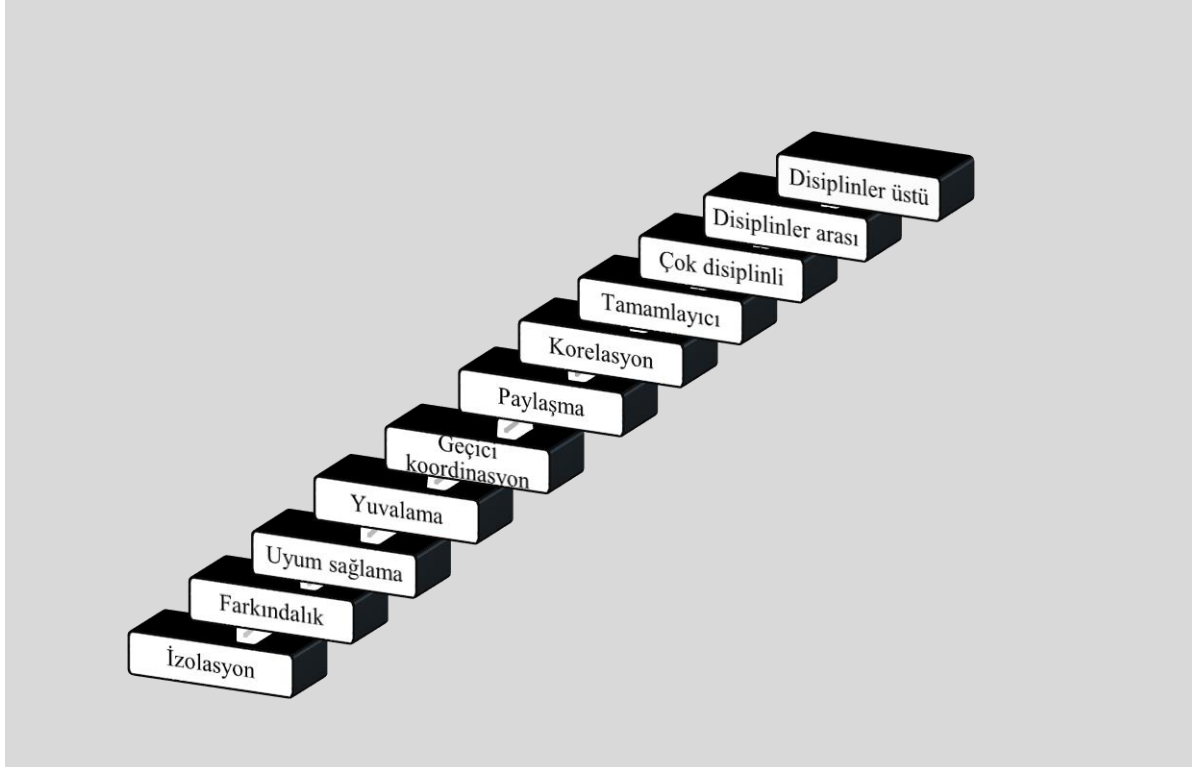 Disiplinler üstü
Disiplinler arası
Çok disiplinli
Tamamlayıcı
Korelasyon
Paylaşma
Geçici
koordinasyon
Yuvalama
Uyum sağlama
Farkındalık
İzolasyon